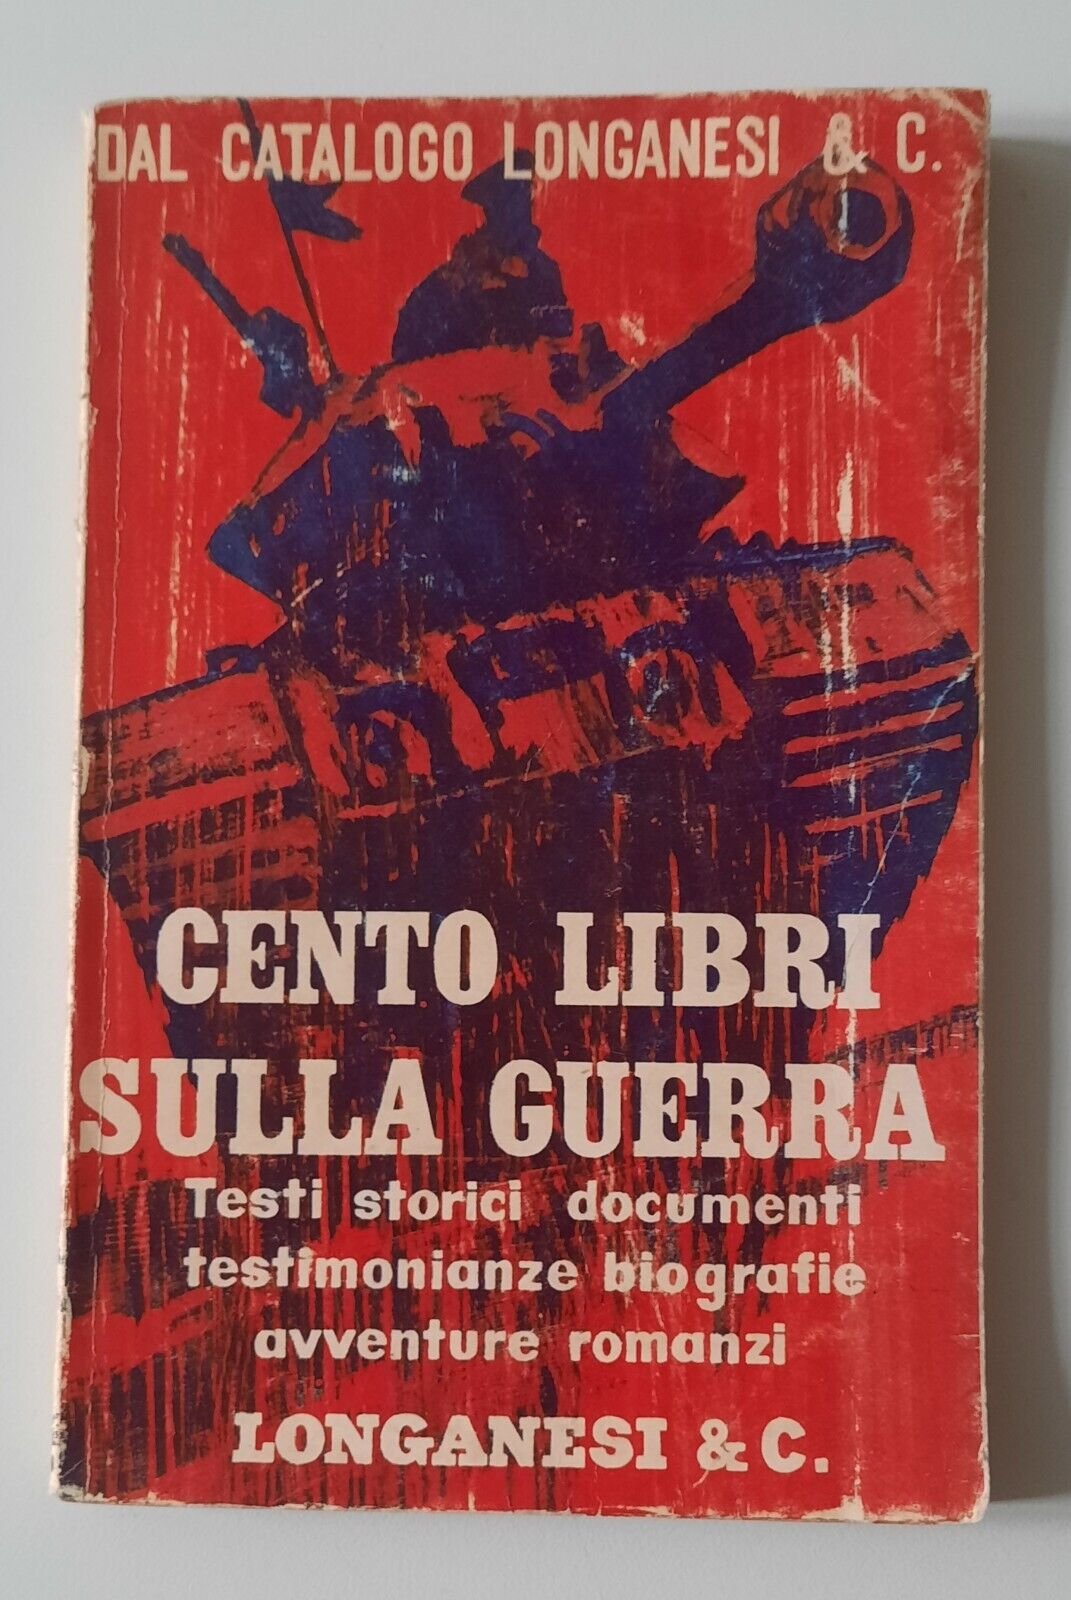 DAL CATALOGO LONGANESI & C.
CENTO LIBRI
SULLA GUERRA
Testi storici documenti
testimonianze biografie
avventure romanzi
LONGANESI & C.